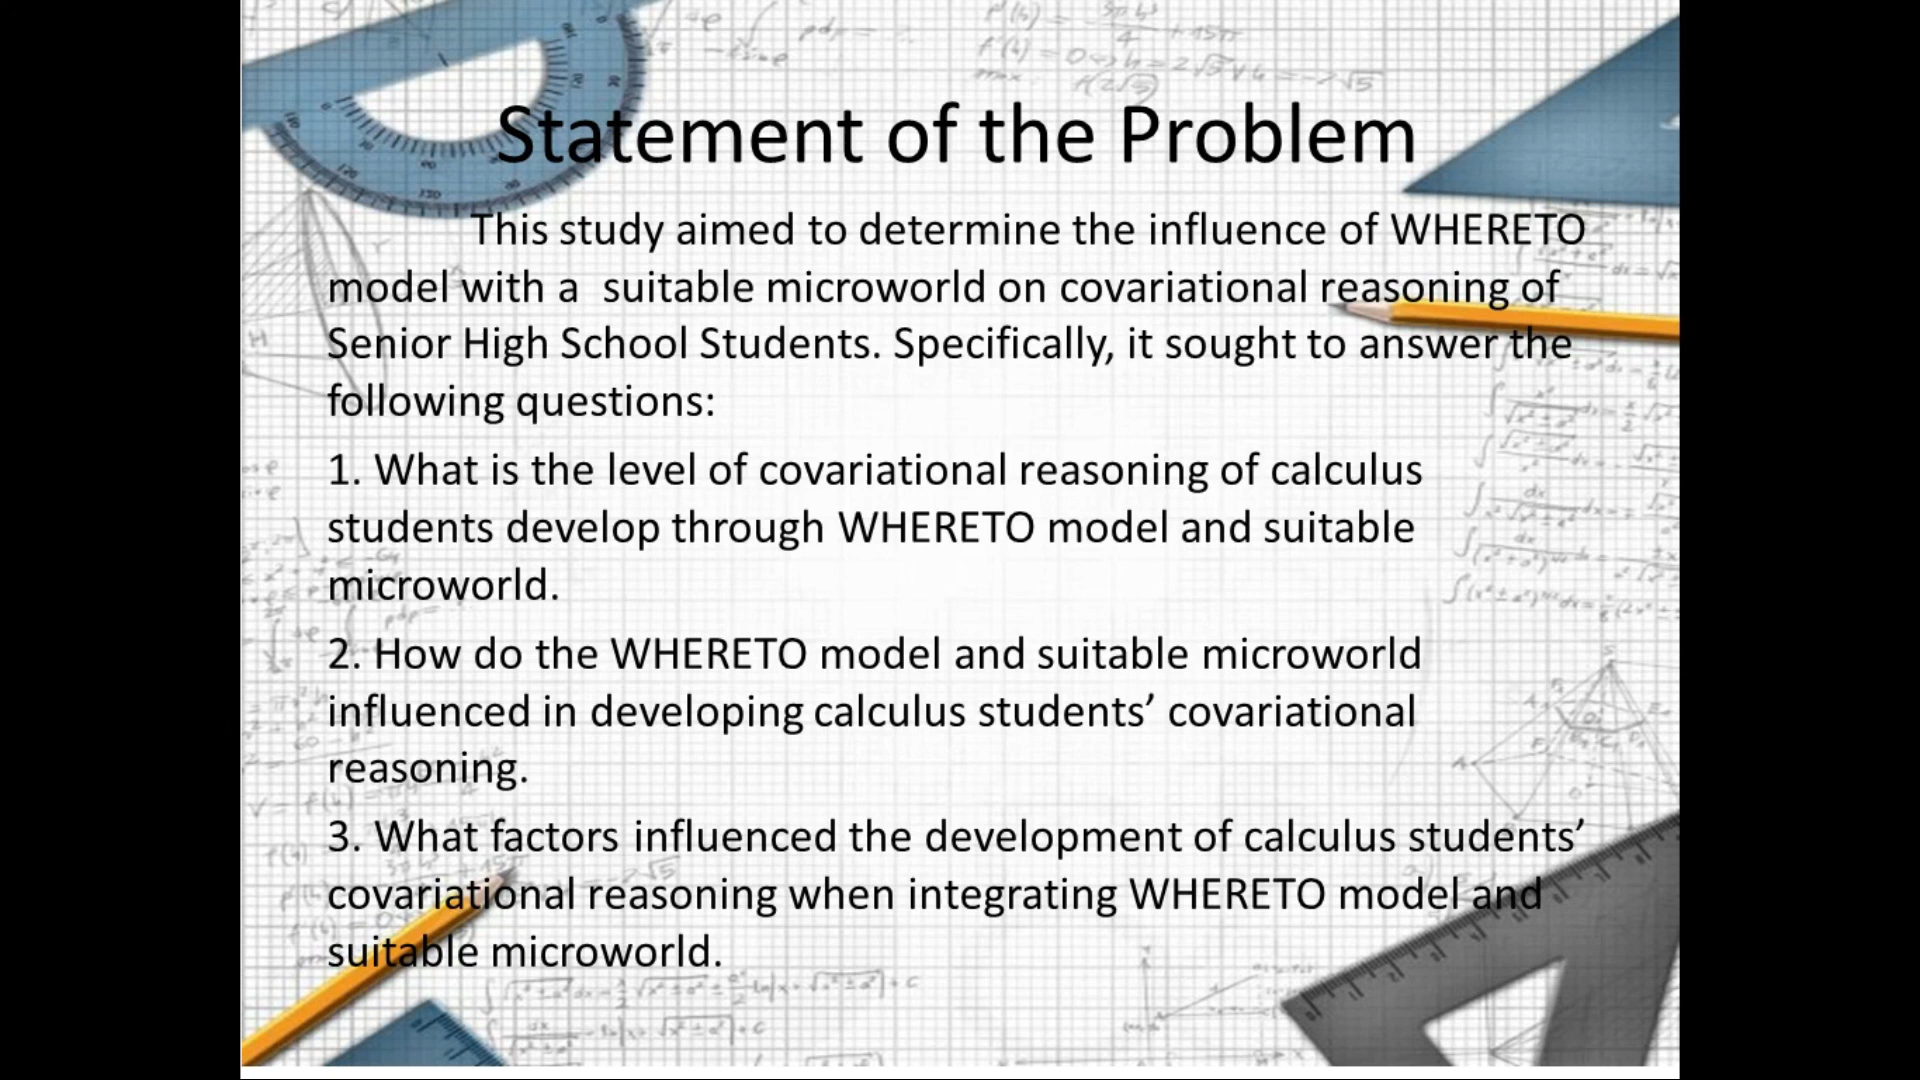 Statement of the Problem
This study aimed to determine the influence of WHERETO
model with a suitable microworld on covariational reasoning of
Senior High School Students. Specifically, it sought to answer the
following questions:
1. What is the level of covariational reasoning of calculus
students develop through WHERETO model and suitable
microworld.
2. How do the WHERETO model and suitable microworld
influenced in developing calculus students’ covariational
reasoning.
3. What factors influenced the development of calculus students’
covariational reasoning when integrating WHERETO model and
suitable microworld.